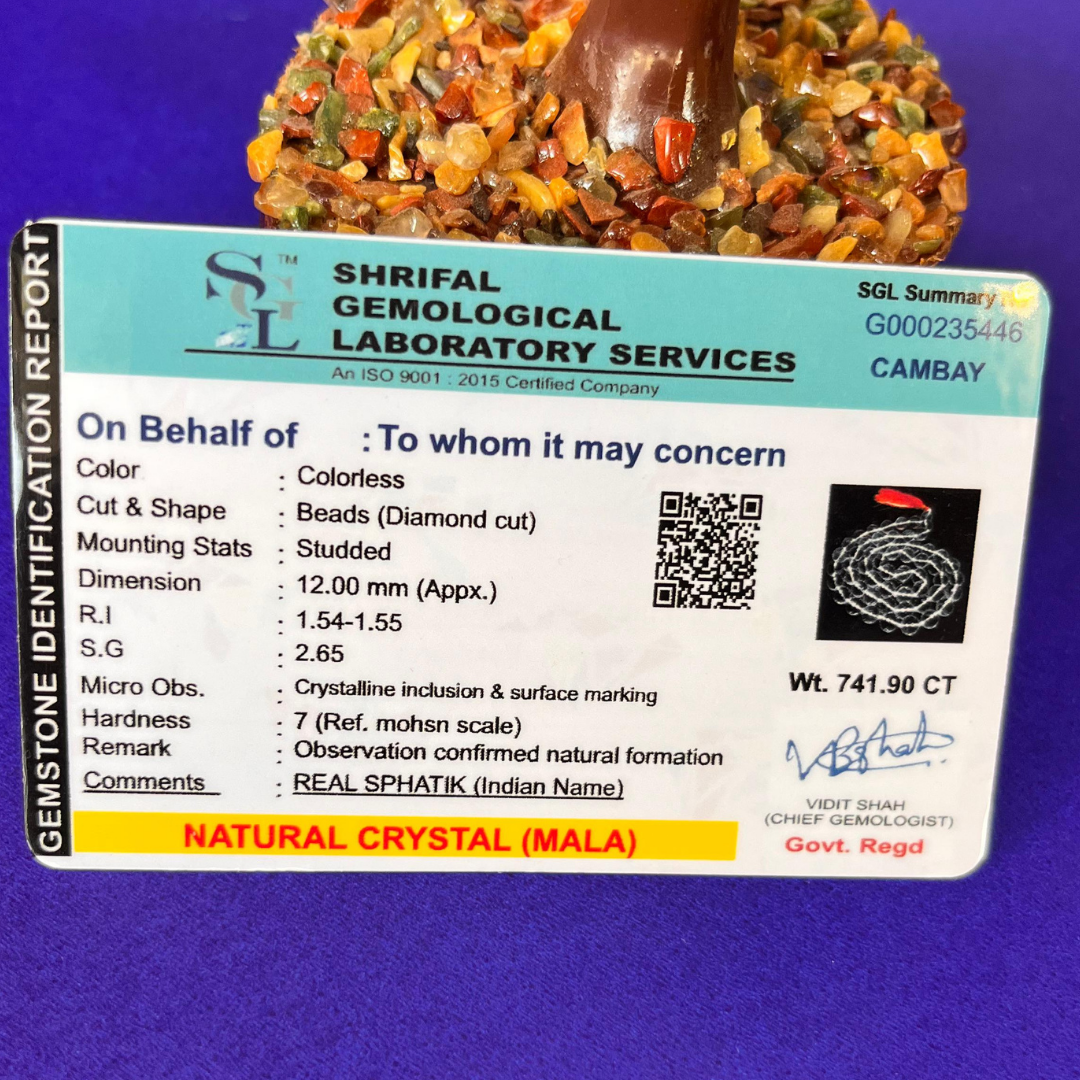 GEMSTONE IDENTIFICATION REPORT
SGL
TM
SHRIFAL
GEMOLOGICAL
LABORATORY SERVICES
An ISO 9001 : 2015 Certified Company
SGL Summary
G000235446
CAMBAY
On Behalf of : To whom it may concern
Color : Colorless
Cut & Shape : Beads (Diamond cut)
Mounting Stats : Studded
Dimension : 12.00 mm (Appx.)
R.I : 1.54-1.55
S.G : 2.65
Micro Obs. : Crystalline inclusion & surface marking
Hardness : 7 (Ref. mohsn scale)
Remark : Observation confirmed natural formation
Comments : REAL SPHATIK (Indian Name)
NATURAL CRYSTAL (MALA)
Wt. 741.90 CT
VIDIT SHAH
(CHIEF GEMOLOGIST)
Govt. Regd